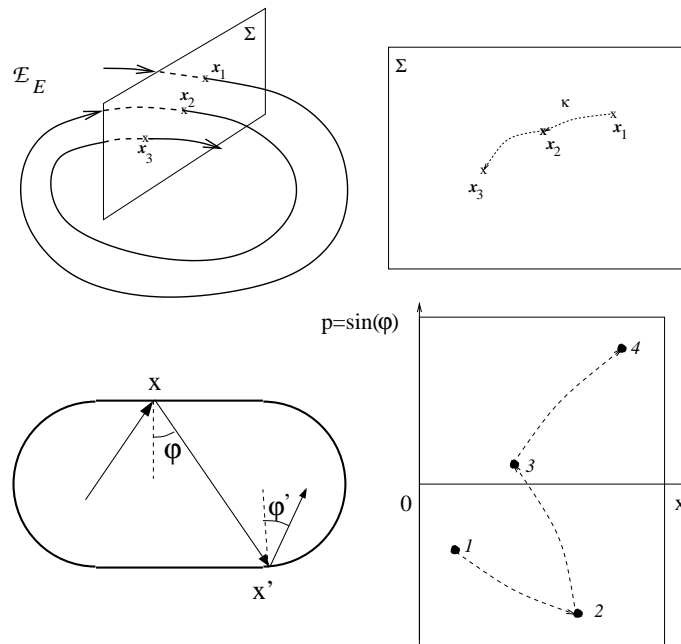 Σ
ℰ_E
x₁
x₂
x₃
Σ
κ
x₁
x₂
x₃
p=sin(φ)
4
3
0
x
1
2
x
φ
φ'
x'